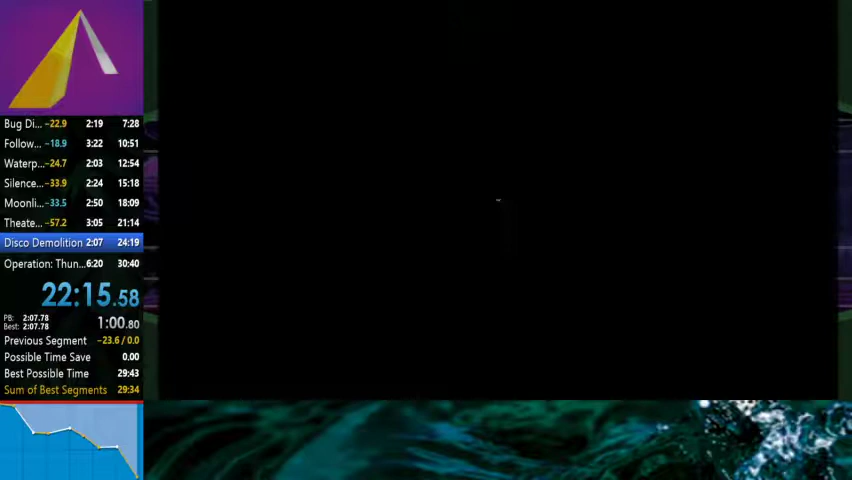 Bug Di... -22.9 2:19 7:28
Follow... -18.9 3:22 10:51
Waterp... -24.7 2:03 12:54
Silence... -33.9 2:24 15:18
Moonli... -33.5 2:50 18:09
Theate... -57.2 3:05 21:14
Disco Demolition 2:07 24:19
Operation: Thun... 6:20 30:40
22:15.58
PB: 2:07.78 1:00.80
Best: 2:07.78
Previous Segment -23.6 / 0.0
Possible Time Save 0.00
Best Possible Time 29:43
Sum of Best Segments 29:34